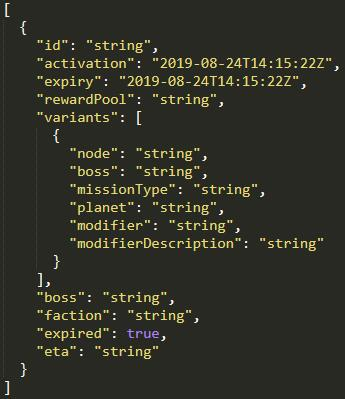 [
  {
    "id": "string",
    "activation": "2019-08-24T14:15:22Z",
    "expiry": "2019-08-24T14:15:22Z",
    "rewardPool": "string",
    "variants": [
      {
        "node": "string",
        "boss": "string",
        "missionType": "string",
        "planet": "string",
        "modifier": "string",
        "modifierDescription": "string"
      }
    ],
    "boss": "string",
    "faction": "string",
    "expired": true,
    "eta": "string"
  }
]